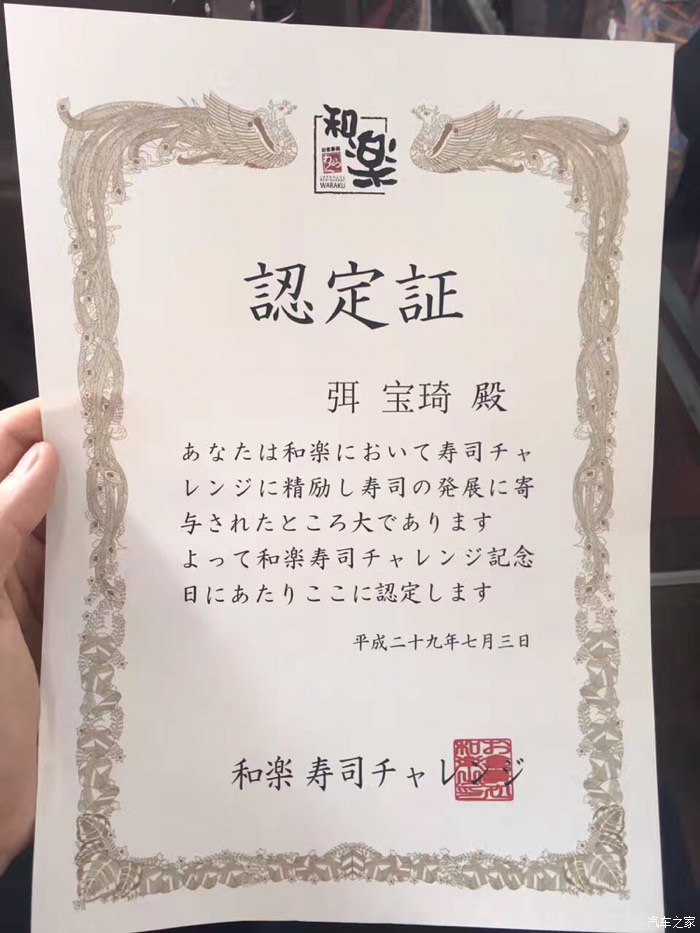 和楽
わらく
WARAKU
認定証
弭 宝琦 殿
あなたは和楽において寿司チャ
レンジに精励し寿司の発展に寄
与されたところ大であります
よって和楽寿司チャレンジ記念
日にあたりここに認定します
平成二十九年七月三日
和楽 寿司チャレンジ
汽车之家